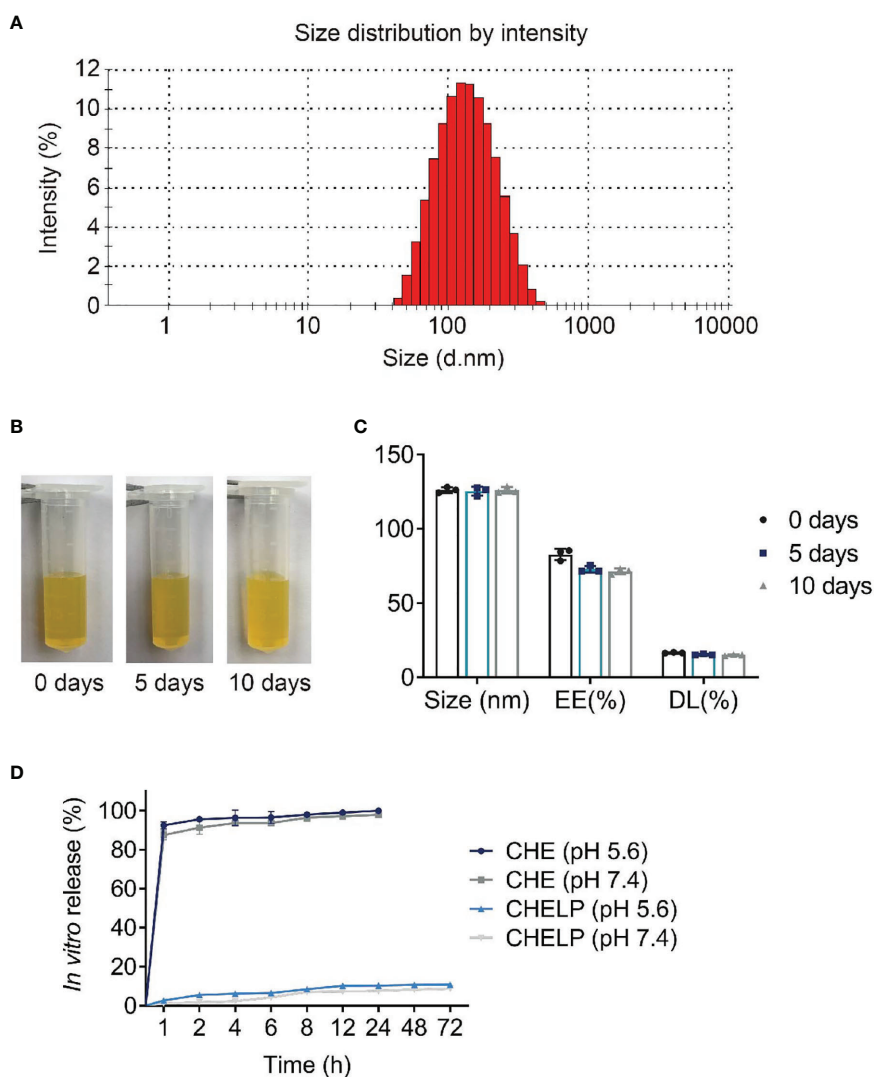 A
Size distribution by intensity
12
10
8
6
4
2
0
Intensity (%)
1 10 100 1000 10000
Size (d.nm)
B
0 days 5 days 10 days
C
150
100
50
0
Size (nm) EE(%) DL(%)
0 days
5 days
10 days
D
100
80
60
40
20
0
In vitro release (%)
1 2 4 6 8 12 24 48 72
Time (h)
CHE (pH 5.6)
CHE (pH 7.4)
CHELP (pH 5.6)
CHELP (pH 7.4)